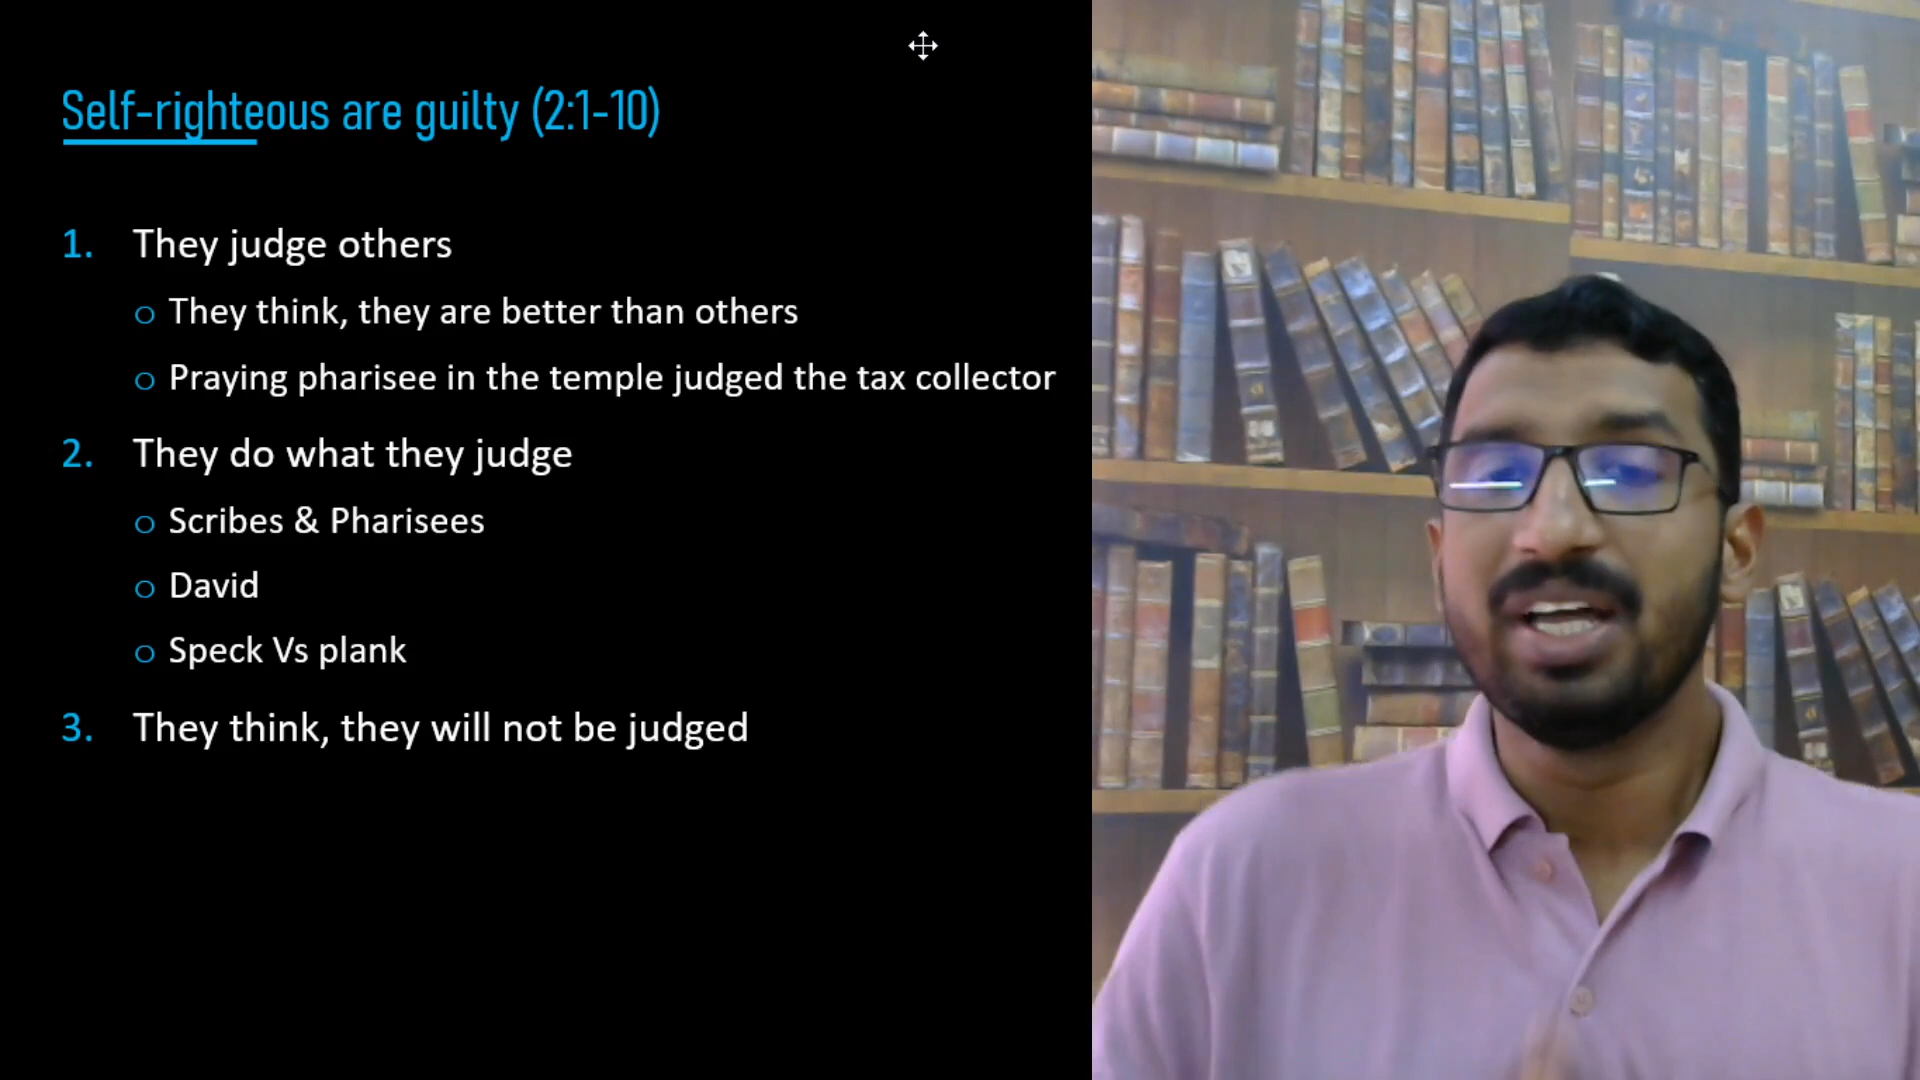 Self-righteous are guilty (2:1-10)
1. They judge others
o They think, they are better than others
o Praying pharisee in the temple judged the tax collector
2. They do what they judge
o Scribes & Pharisees
o David
o Speck Vs plank
3. They think, they will not be judged